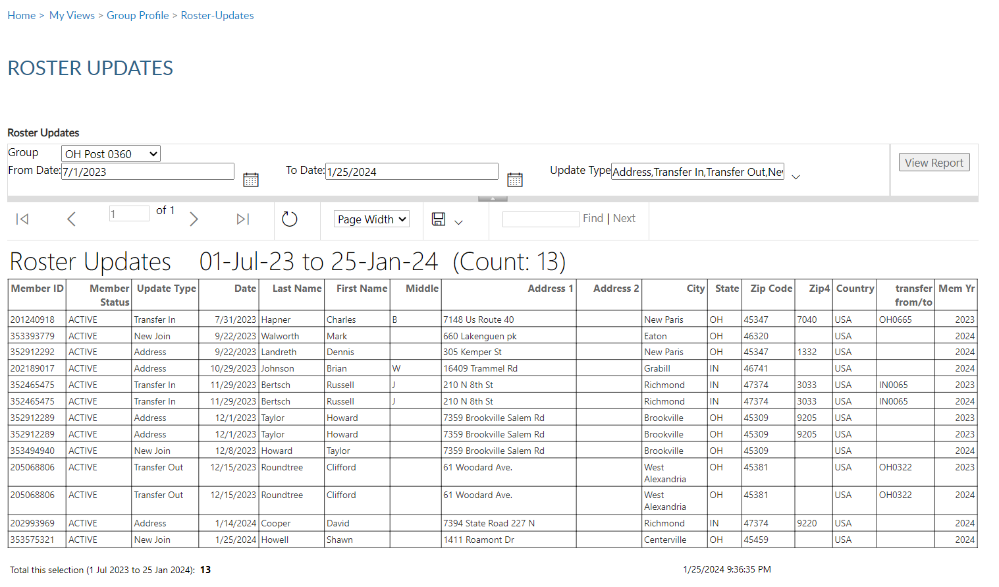 Home > My Views > Group Profile > Roster-Updates
ROSTER UPDATES
Roster Updates
Group OH Post 0360
From Date: 7/1/2023 To Date: 1/25/2024 Update Type Address,Transfer In,Transfer Out,Ne View Report
1 of 1 Page Width Find | Next
Roster Updates 01-Jul-23 to 25-Jan-24 (Count: 13)
Member ID Member Status Update Type Date Last Name First Name Middle Address 1 Address 2 City State Zip Code Zip4 Country transfer from/to Mem Yr
201240918 ACTIVE Transfer In 7/31/2023 Hapner Charles B 7148 Us Route 40 New Paris OH 45347 7040 USA OH0665 2023
353393779 ACTIVE New Join 9/22/2023 Walworth Mark 660 Lakenguen pk Eaton OH 46320 USA 2024
352912292 ACTIVE Address 9/22/2023 Landreth Dennis 305 Kemper St New Paris OH 45347 1332 USA 2024
202189017 ACTIVE Address 10/29/2023 Johnson Brian W 16409 Trammel Rd Grabill IN 46741 USA 2024
352465475 ACTIVE Transfer In 11/29/2023 Bertsch Russell J 210 N 8th St Richmond IN 47374 3033 USA IN0065 2023
352465475 ACTIVE Transfer In 11/29/2023 Bertsch Russell J 210 N 8th St Richmond IN 47374 3033 USA IN0065 2024
352912289 ACTIVE Address 12/1/2023 Taylor Howard 7359 Brookville Salem Rd Brookville OH 45309 9205 USA 2023
352912289 ACTIVE Address 12/1/2023 Taylor Howard 7359 Brookville Salem Rd Brookville OH 45309 9205 USA 2023
353494940 ACTIVE New Join 12/8/2023 Howard Taylor 7359 Brookville Salem Rd Brookville OH 45309 USA 2024
205068806 ACTIVE Transfer Out 12/15/2023 Roundtree Clifford 61 Woodard Ave. West Alexandria OH 45381 USA OH0322 2023
205068806 ACTIVE Transfer Out 12/15/2023 Roundtree Clifford 61 Woodard Ave. West Alexandria OH 45381 USA OH0322 2024
202993969 ACTIVE Address 1/14/2024 Cooper David 7394 State Road 227 N Richmond IN 47374 9220 USA 2024
353575321 ACTIVE New Join 1/25/2024 Howell Shawn 1411 Roamont Dr Centerville OH 45459 USA 2024
Total this selection (1 Jul 2023 to 25 Jan 2024): 13 1/25/2024 9:36:35 PM